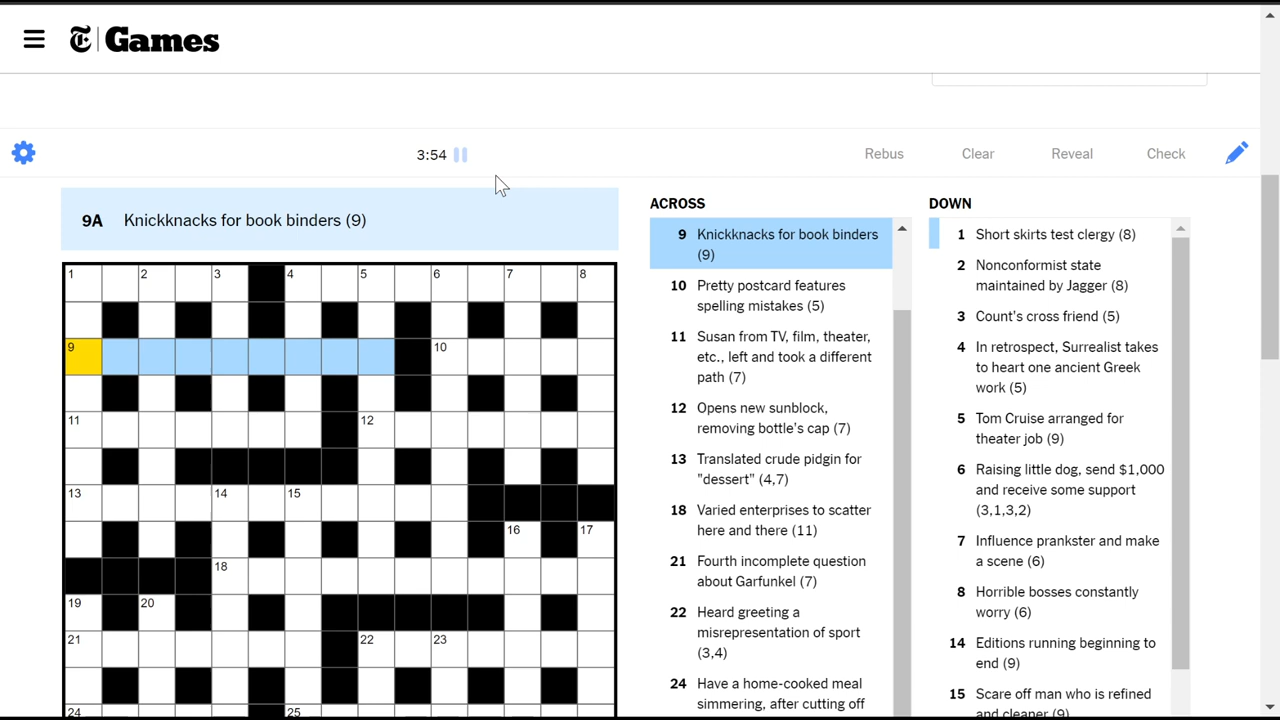 Games
3:54
Rebus Clear Reveal Check
9A Knickknacks for book binders (9)
1 2 3 4 5 6 7 8
9 10
11 12
13 14 15
16 17
18
19 20
21 22 23
24 25
ACROSS
9 Knickknacks for book binders
(9)
10 Pretty postcard features
spelling mistakes (5)
11 Susan from TV, film, theater,
etc., left and took a different
path (7)
12 Opens new sunblock,
removing bottle's cap (7)
13 Translated crude pidgin for
"dessert" (4,7)
18 Varied enterprises to scatter
here and there (11)
21 Fourth incomplete question
about Garfunkel (7)
22 Heard greeting a
misrepresentation of sport
(3,4)
24 Have a home-cooked meal
simmering, after cutting off
DOWN
1 Short skirts test clergy (8)
2 Nonconformist state
maintained by Jagger (8)
3 Count's cross friend (5)
4 In retrospect, Surrealist takes
to heart one ancient Greek
work (5)
5 Tom Cruise arranged for
theater job (9)
6 Raising little dog, send $1,000
and receive some support
(3,1,3,2)
7 Influence prankster and make
a scene (6)
8 Horrible bosses constantly
worry (6)
14 Editions running beginning to
end (9)
15 Scare off man who is refined
and cleaner (9)